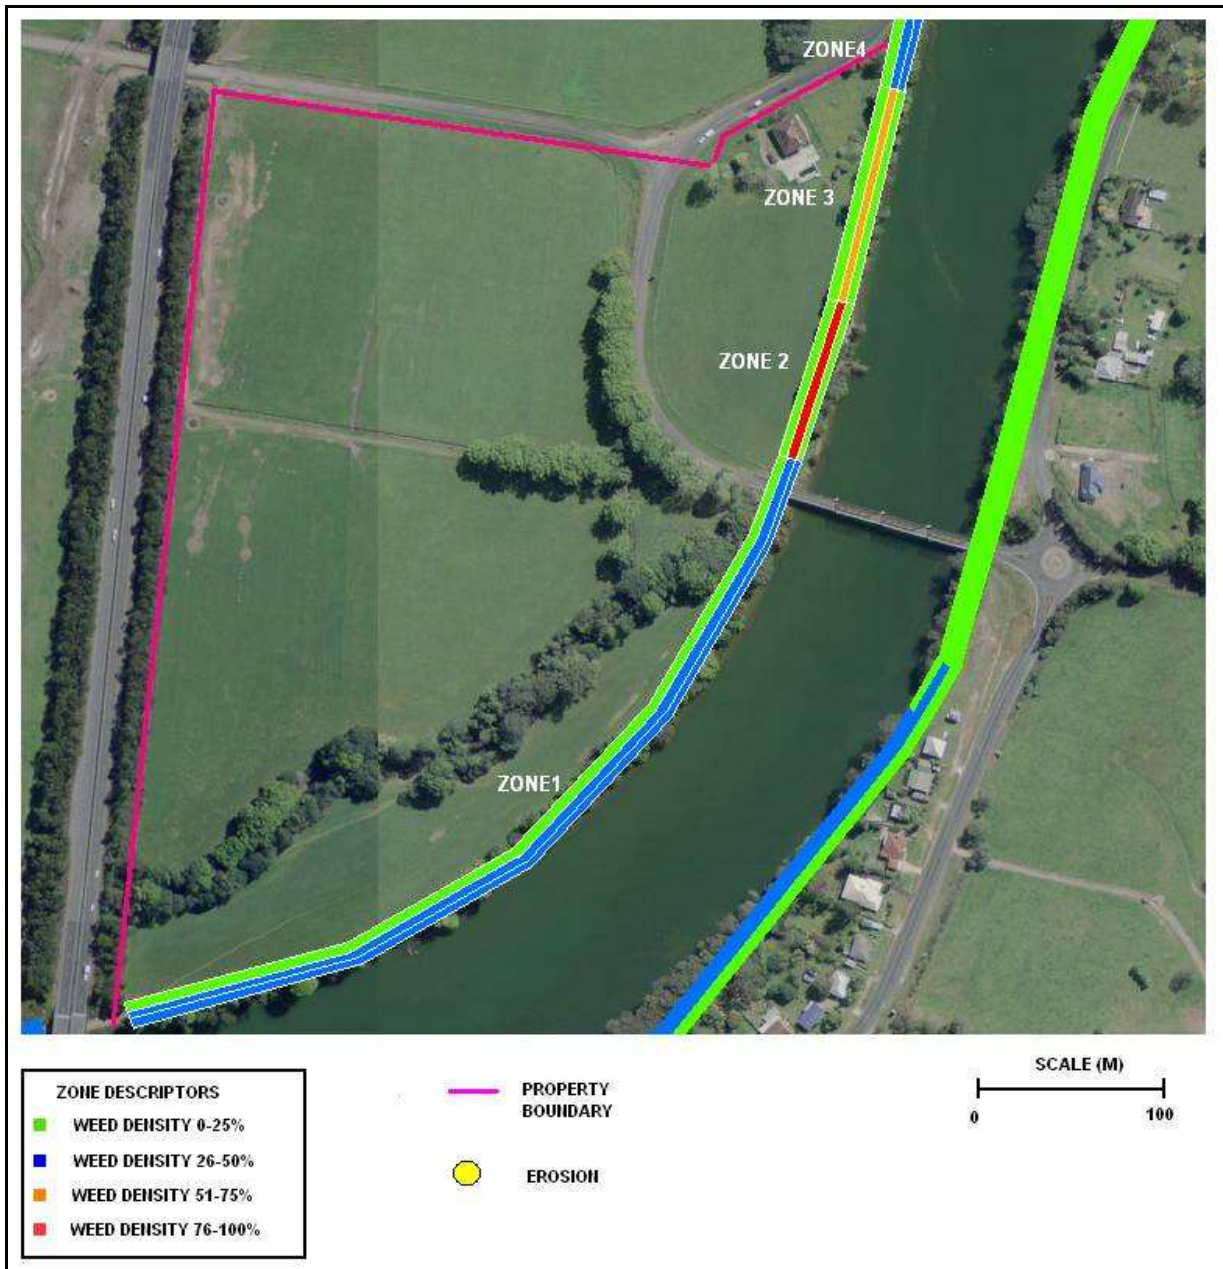 ZONE4
ZONE 3
ZONE 2
ZONE1
ZONE DESCRIPTORS
WEED DENSITY 0-25%
WEED DENSITY 26-50%
WEED DENSITY 51-75%
WEED DENSITY 76-100%
PROPERTY
BOUNDARY
EROSION
SCALE (M)
0 100